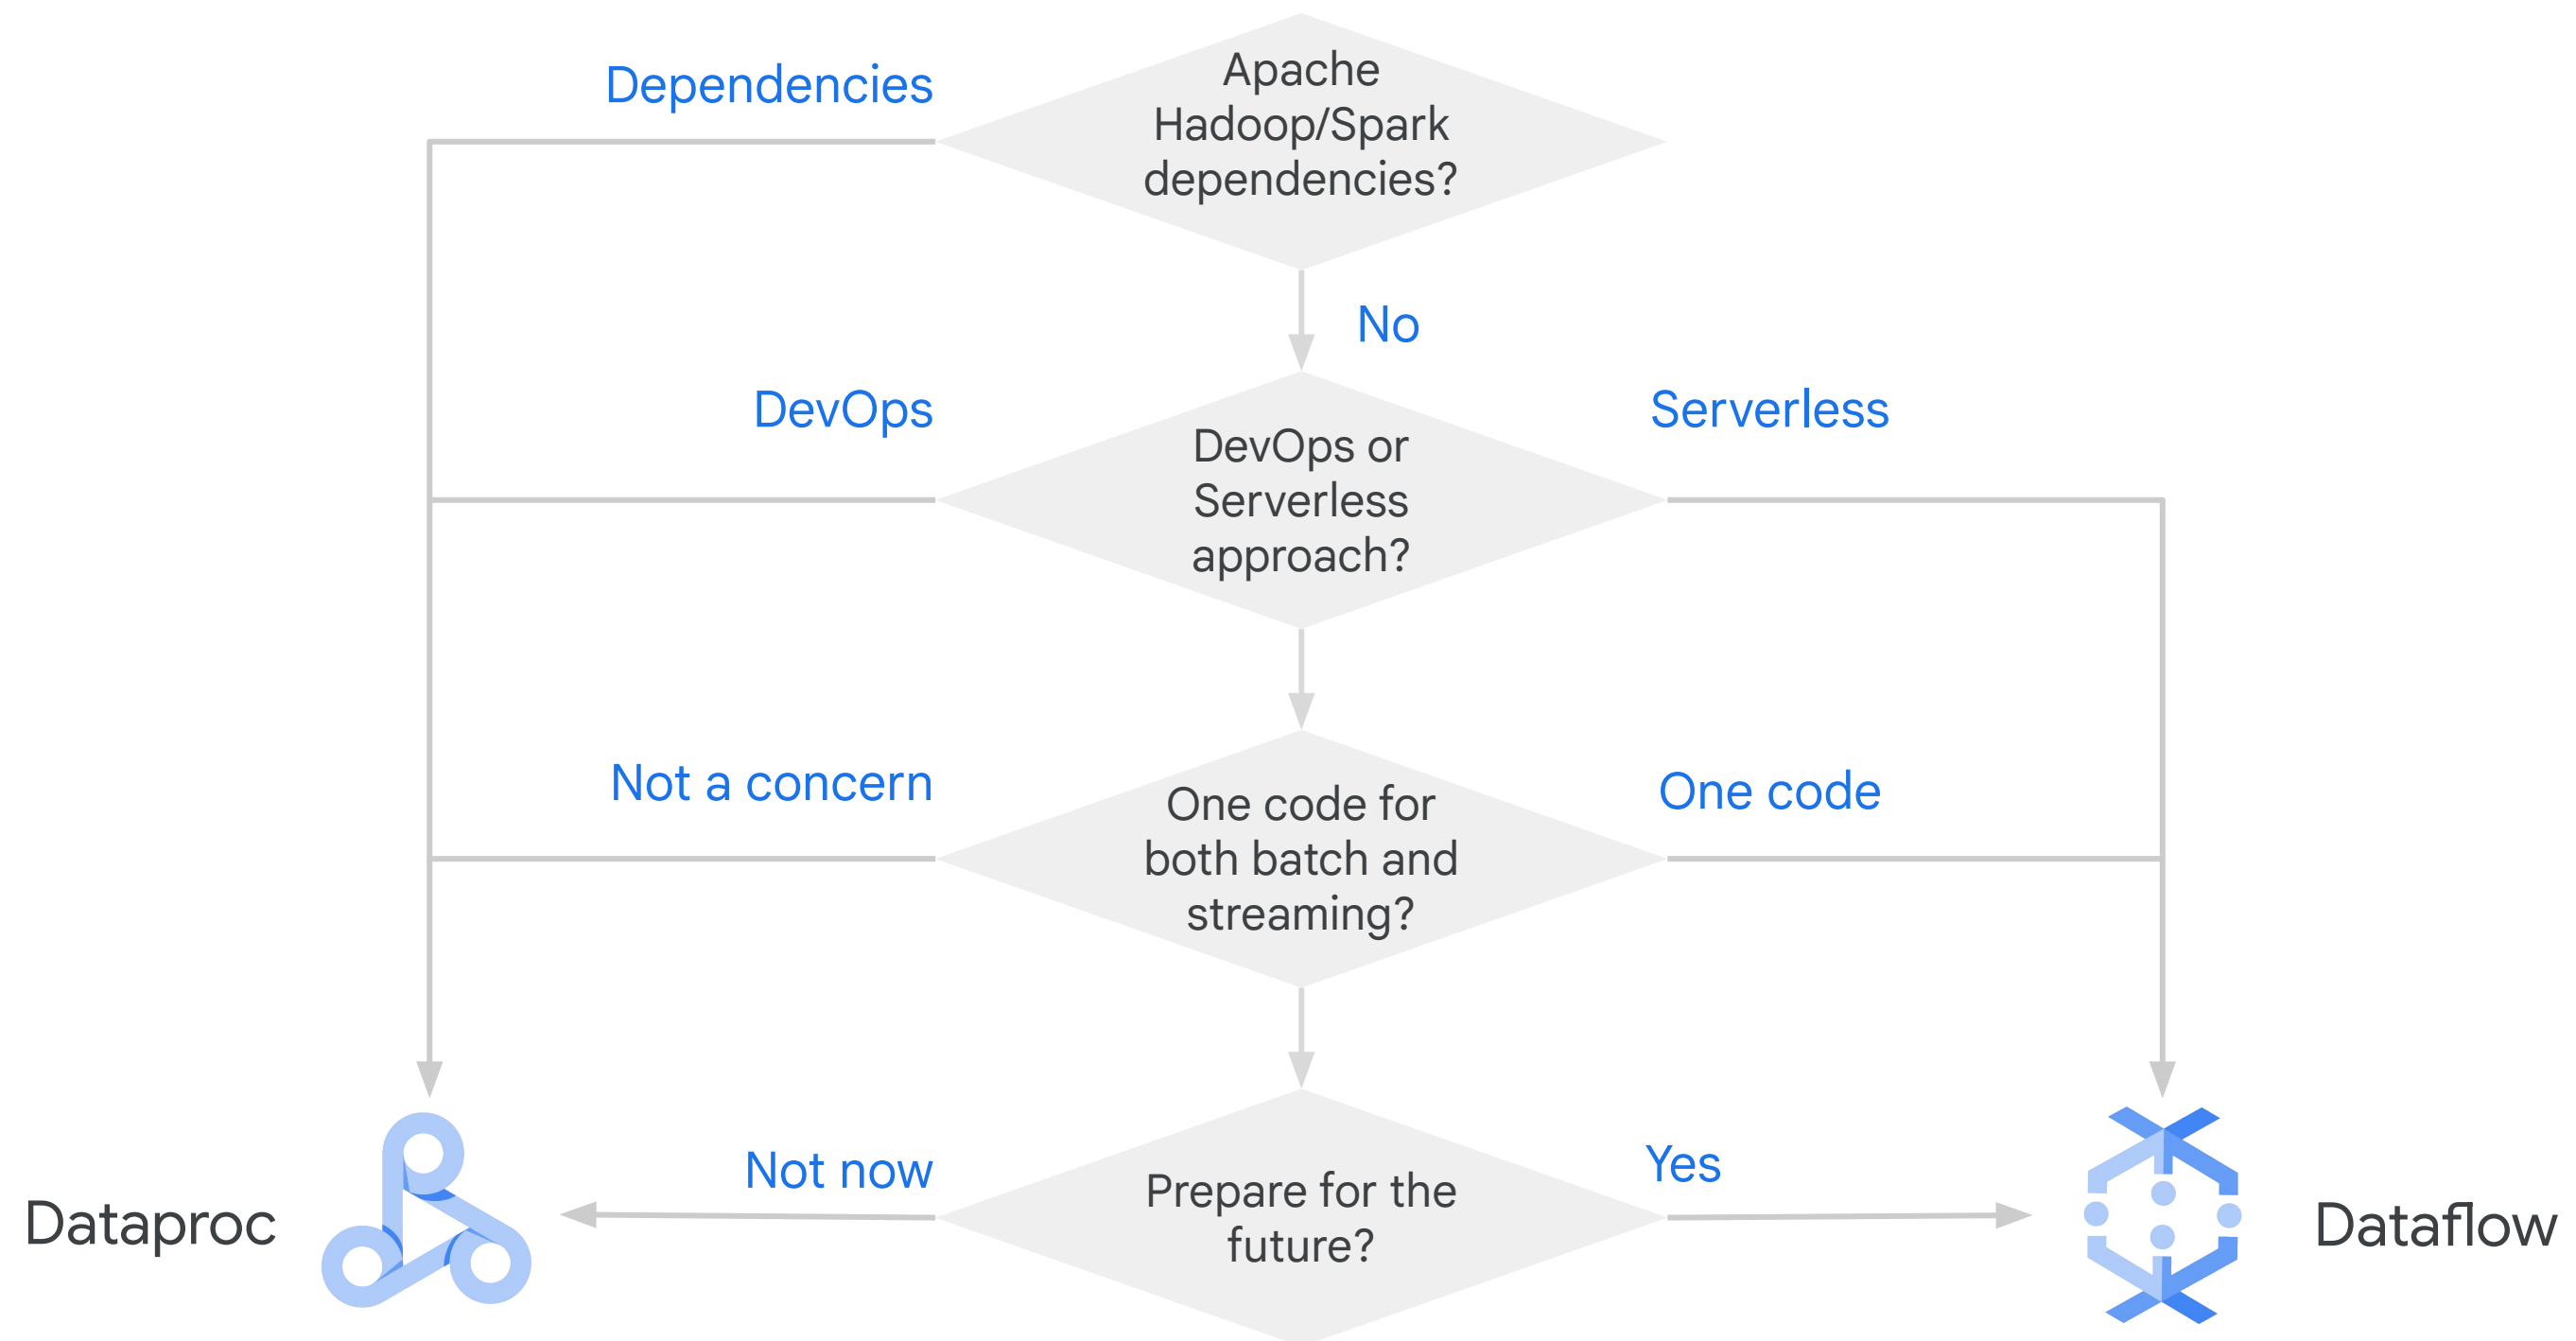 Dependencies
Apache
Hadoop/Spark
dependencies?
No
DevOps
Serverless
DevOps or
Serverless
approach?
Not a concern
One code
One code for
both batch and
streaming?
Not now
Yes
Prepare for the
future?
Dataproc
Dataflow